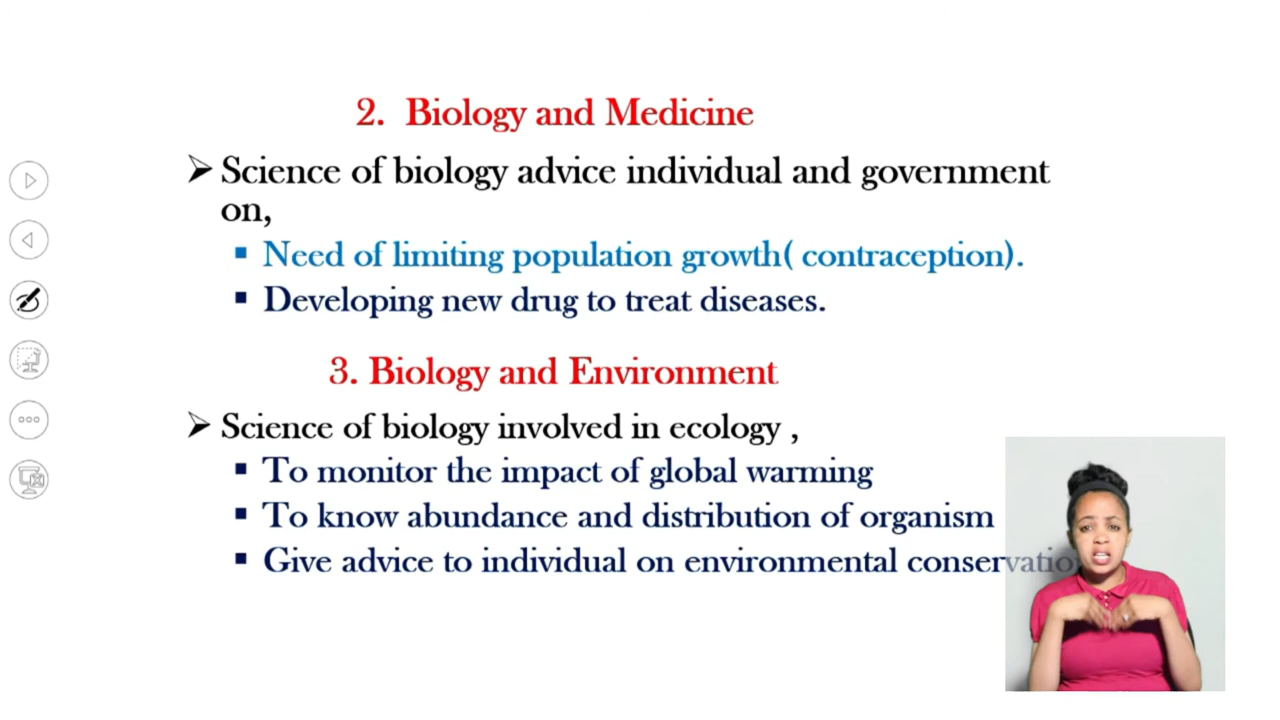 2. Biology and Medicine
➢ Science of biology advice individual and government
on,
▪ Need of limiting population growth( contraception).
▪ Developing new drug to treat diseases.
3. Biology and Environment
➢ Science of biology involved in ecology ,
▪ To monitor the impact of global warming
▪ To know abundance and distribution of organism
▪ Give advice to individual on environmental conservatio